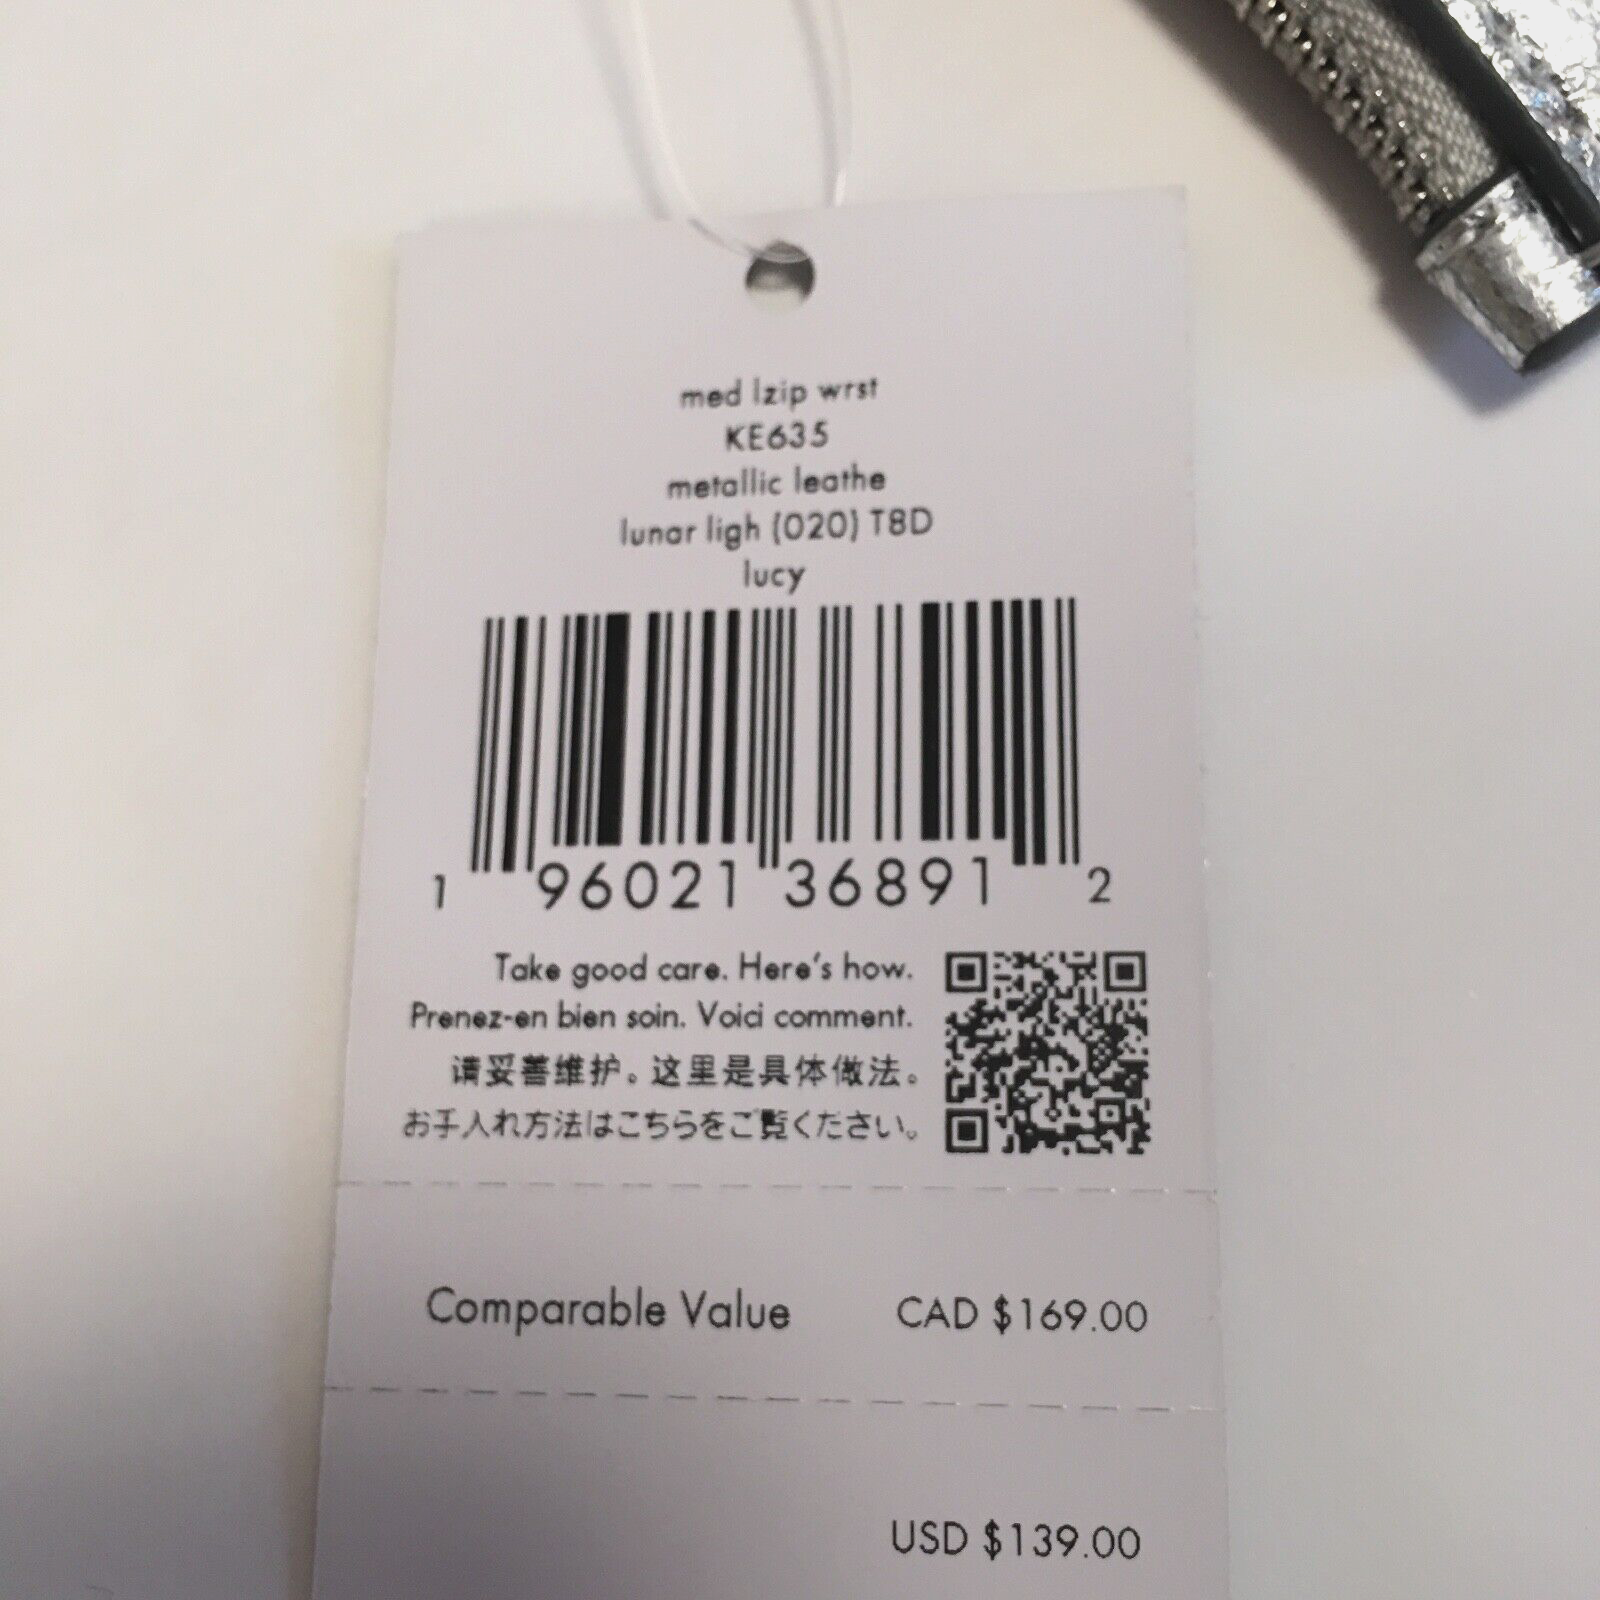 med lzip wrst
KE635
metallic leathe
lunar ligh (020) T8D
lucy
1 96021 36891 2
Take good care. Here's how.
Prenez-en bien soin. Voici comment.
请妥善维护。这里是具体做法。
お手入れ方法はこちらをご覧ください。
Comparable Value CAD $169.00
USD $139.00